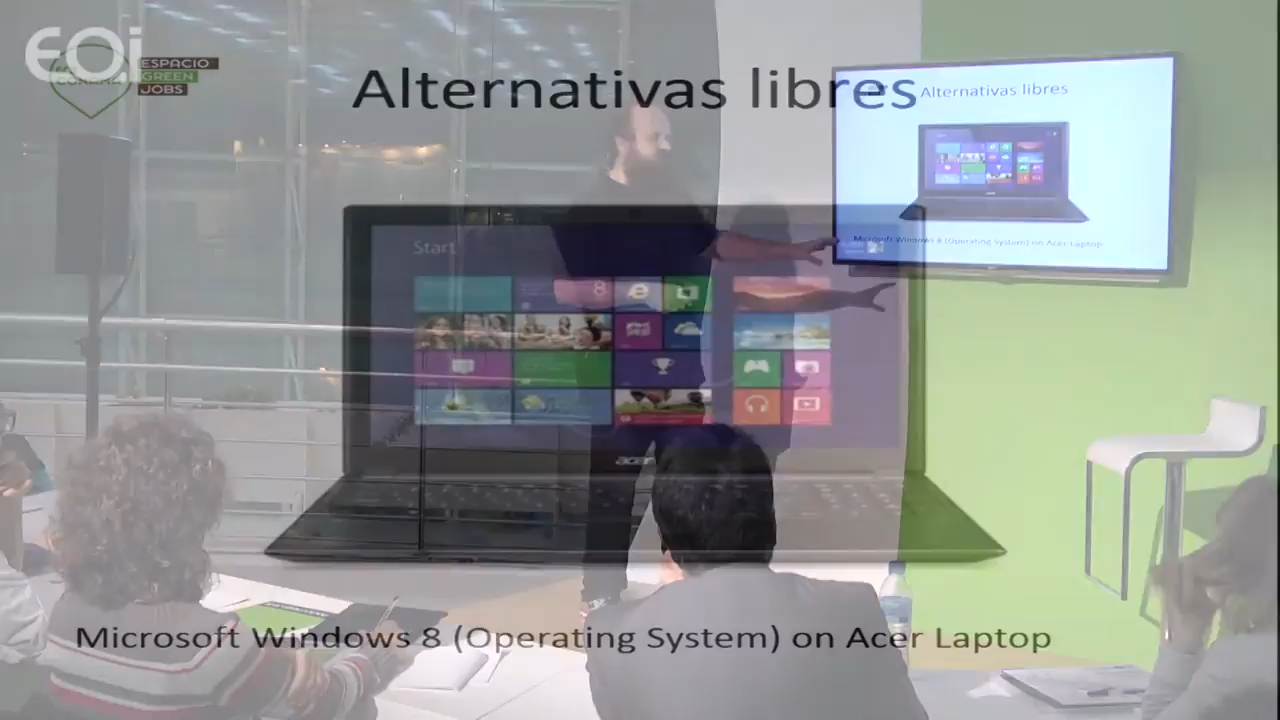 EOi
ESPACIO
GREEN
JOBS
Alternativas libres
Alternativas libres
Microsoft Windows 8 (Operating System) on Acer Laptop
Start
acer
Microsoft Windows 8 (Operating System) on Acer Laptop